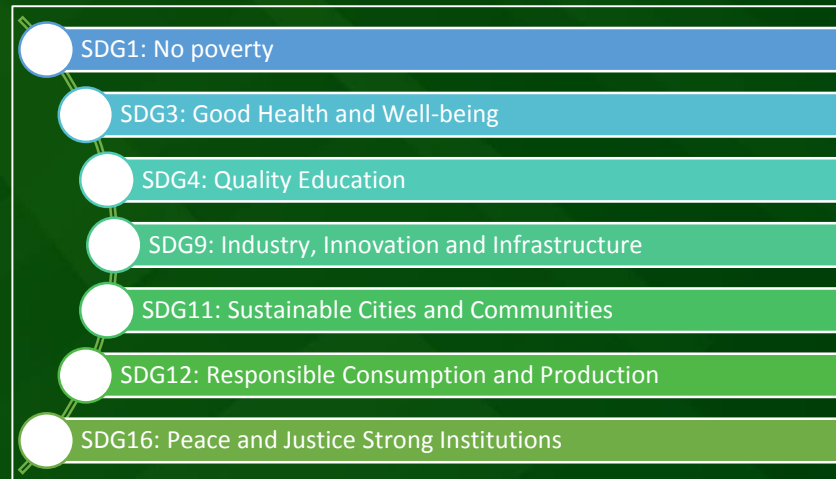 SDG1: No poverty
SDG3: Good Health and Well-being
SDG4: Quality Education
SDG9: Industry, Innovation and Infrastructure
SDG11: Sustainable Cities and Communities
SDG12: Responsible Consumption and Production
SDG16: Peace and Justice Strong Institutions